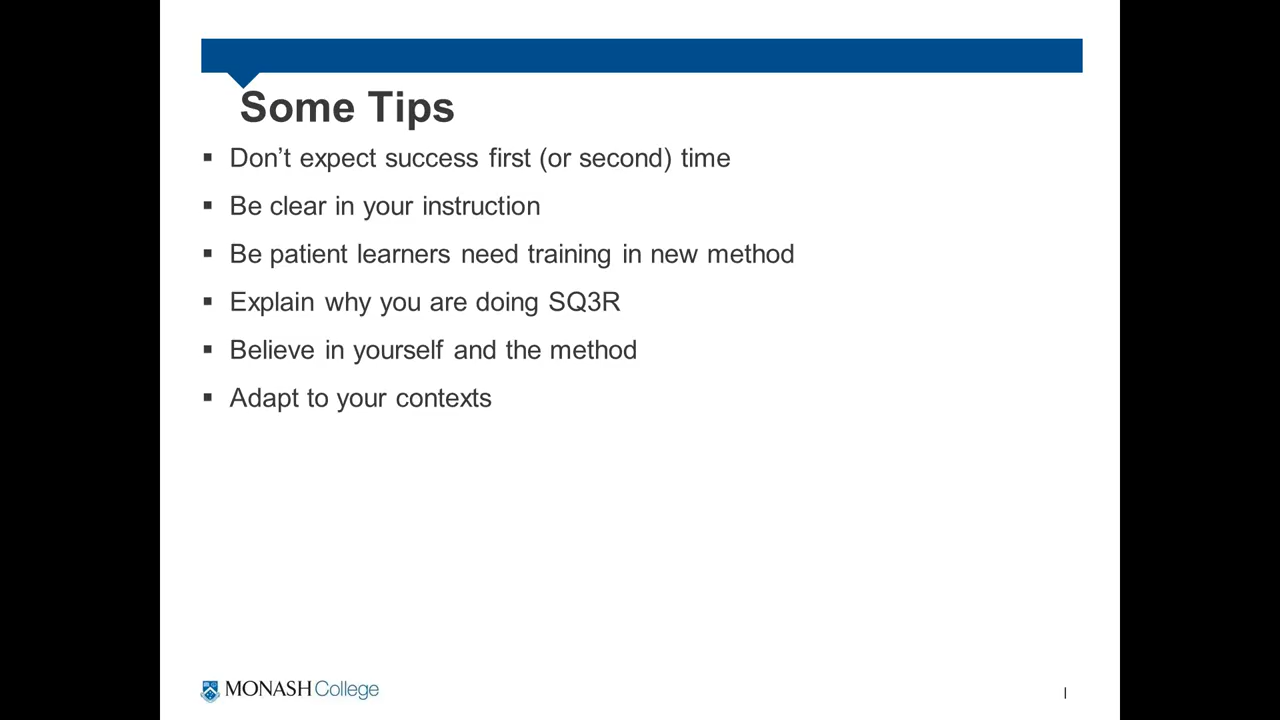 Some Tips
▪ Don’t expect success first (or second) time
▪ Be clear in your instruction
▪ Be patient learners need training in new method
▪ Explain why you are doing SQ3R
▪ Believe in yourself and the method
▪ Adapt to your contexts
MONASH College